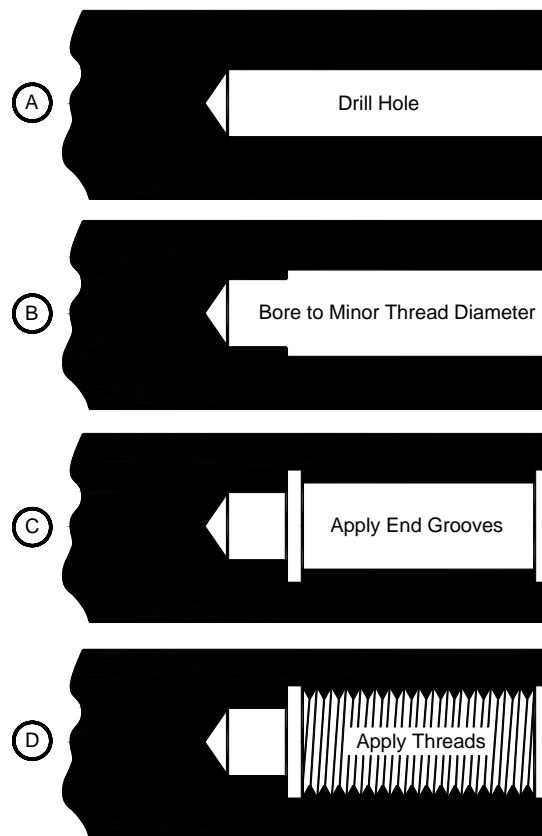 A
Drill Hole
B
Bore to Minor Thread Diameter
C
Apply End Grooves
D
Apply Threads